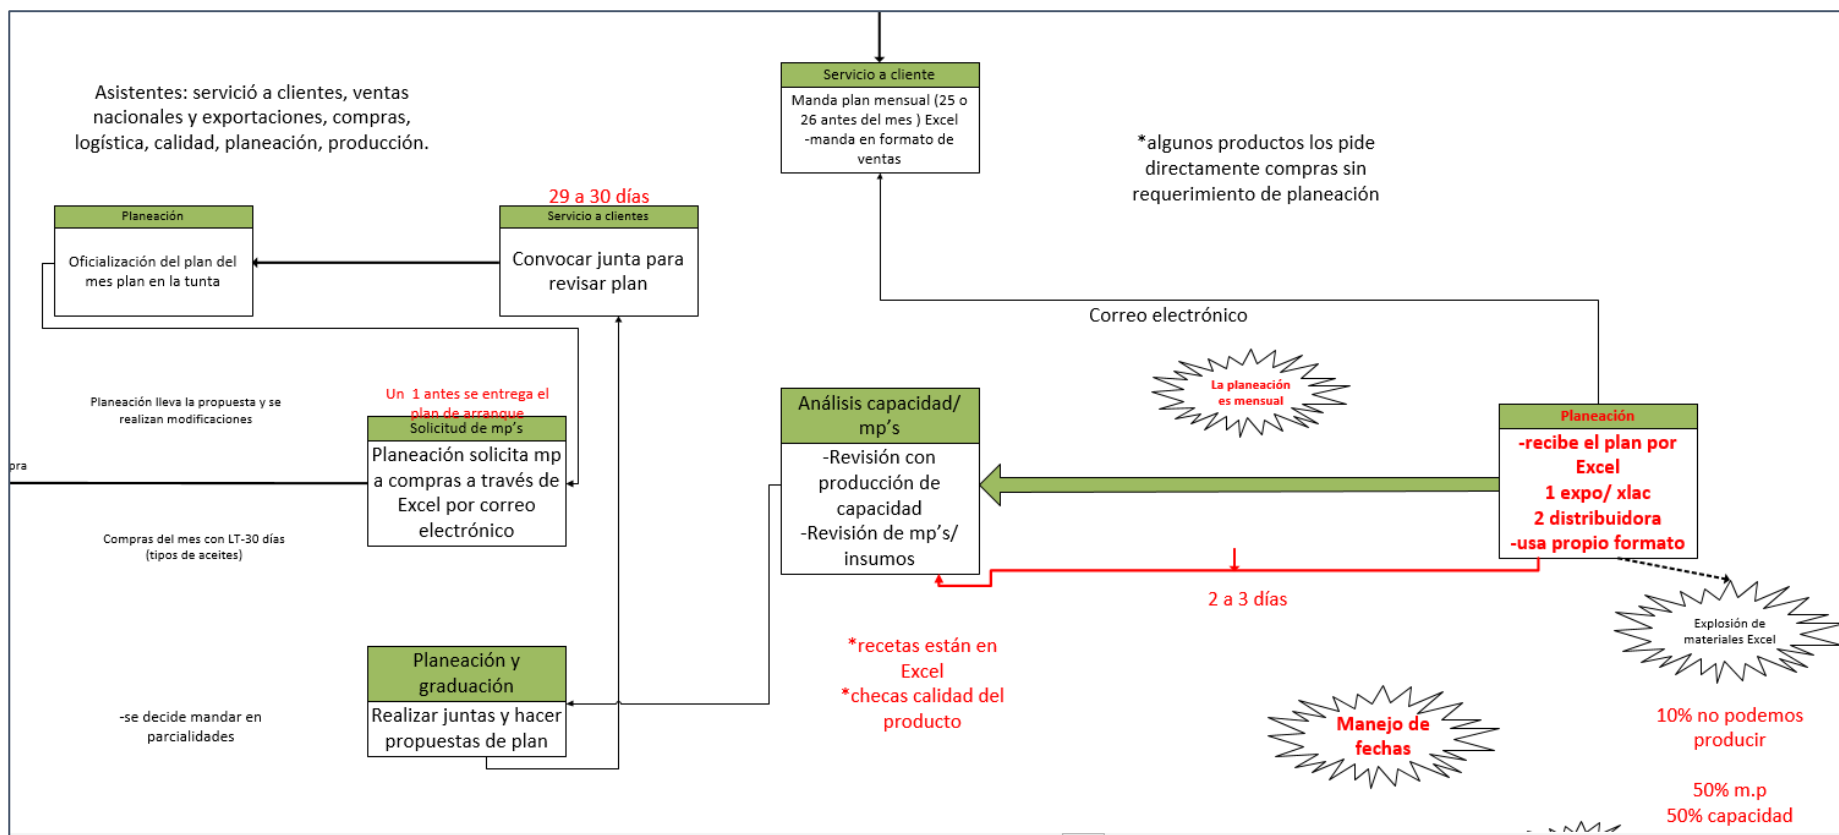 Asistentes: servició a clientes, ventas
nacionales y exportaciones, compras,
logística, calidad, planeación, producción.
Servicio a cliente
Manda plan mensual (25 o
26 antes del mes ) Excel
-manda en formato de
ventas
*algunos productos los pide
directamente compras sin
requerimiento de planeación
Planeación
Oficialización del plan del
mes plan en la tunta
29 a 30 días
Servicio a clientes
Convocar junta para
revisar plan
Correo electrónico
La planeación
es mensual
Planeación lleva la propuesta y se
realizan modificaciones
Un  1 antes se entrega el
plan de arranque
Solicitud de mp's
Planeación solicita mp
a compras a través de
Excel por correo
electrónico
Análisis capacidad/
mp's
-Revisión con
producción de
capacidad
-Revisión de mp's/
insumos
Planeación
-recibe el plan por
Excel
1 expo/ xlac
2 distribuidora
-usa propio formato
pra
Compras del mes con LT-30 días
(tipos de aceites)
2 a 3 días
Explosión de
materiales Excel
*recetas están en
Excel
*checas calidad del
producto
Planeación y
graduación
Realizar juntas y hacer
propuestas de plan
-se decide mandar en
parcialidades
Manejo de
fechas
10% no podemos
producir
50% m.p
50% capacidad